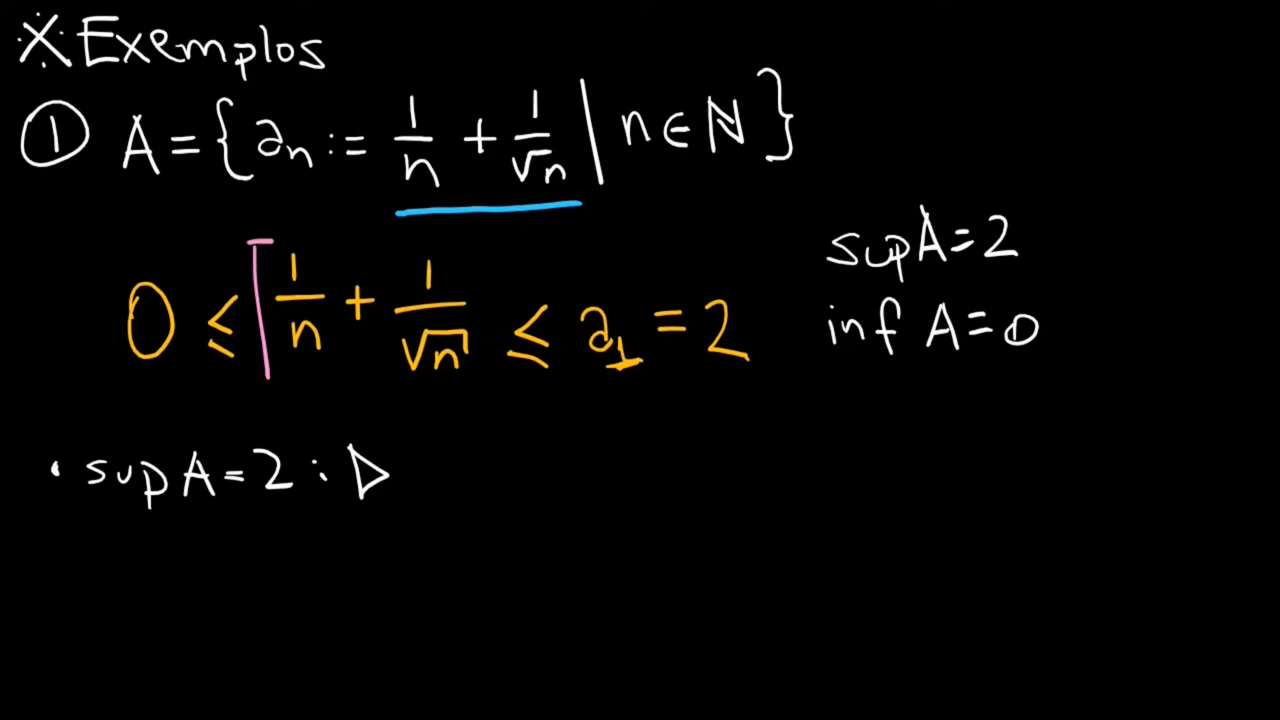 ※ Exemplos
① A = { an := 1/n + 1/√n | n ∈ ℕ }
0 ≤ 1/n + 1/√n ≤ a1 = 2
sup A = 2
inf A = 0
• sup A = 2 : ▷